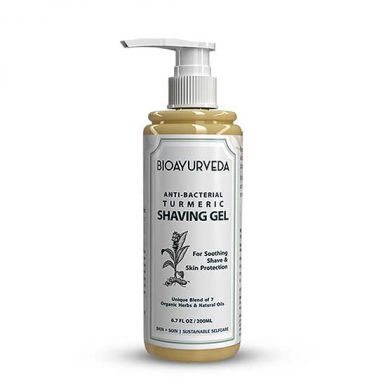 BIOAYURVEDA
ANTI-BACTERIAL
TURMERIC
SHAVING GEL
For Soothing
Shave &
Skin Protection
Unique Blend of 7
Organic Herbs & Natural Oils
6.7 FL OZ / 200ML
SKIN + SOIN | SUSTAINABLE SELFCARE